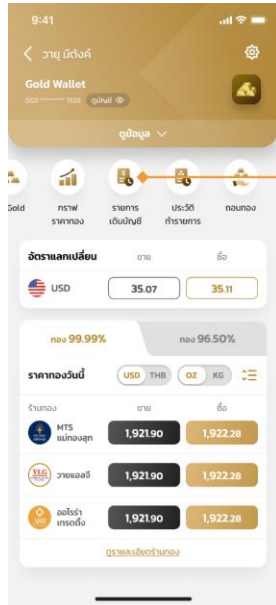 9:41
วายุ มีตังค์
Gold Wallet
ดูบัญชี
ดูข้อมูล
Gold
กราฟ
ราคาทอง
รายการ
เดินบัญชี
ประวัติ
ทำรายการ
ถอนทอง
อัตราแลกเปลี่ยน ขาย ซื้อ
USD 35.07 35.11
ทอง 99.99% ทอง 96.50%
ราคาทองวันนี้ USD THB OZ KG
ร้านทอง ขาย ซื้อ
MTS
แม่ทองสุก
1,921.90 1,922.28
YLG
วายแอลจี
1,921.90 1,922.28
ออโรร่า
เทรดดิ้ง
1,921.90 1,922.28
ดูรายละเอียดร้านทอง